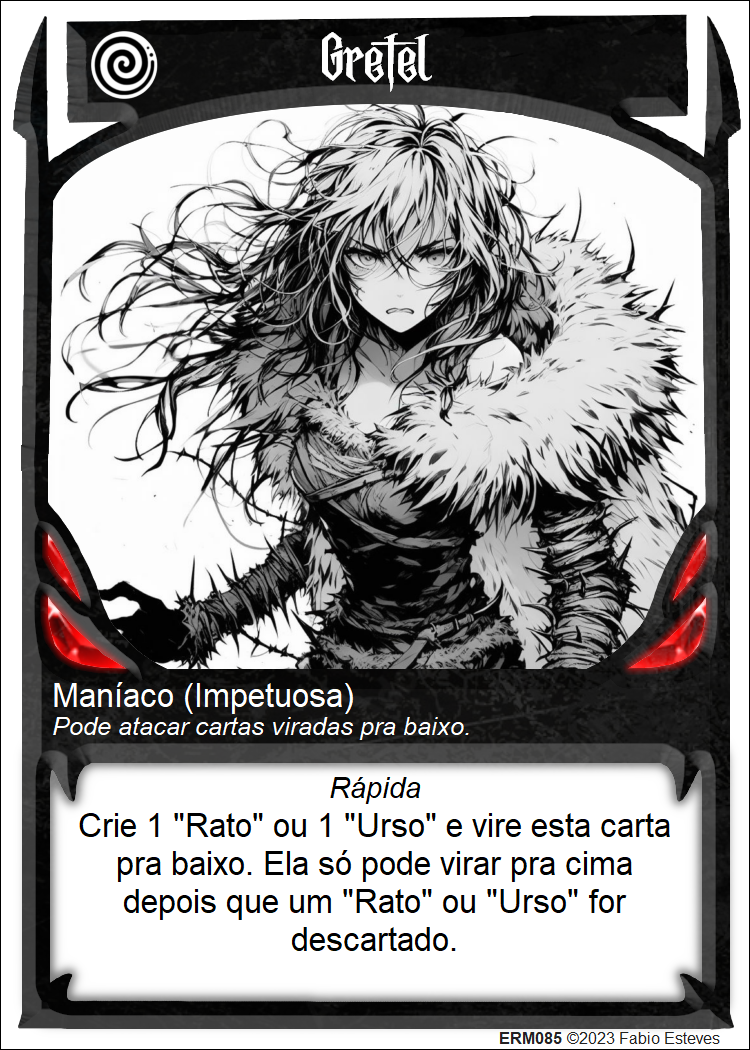 Gretel
Maníaco (Impetuosa)
Pode atacar cartas viradas pra baixo.
Rápida
Crie 1 "Rato" ou 1 "Urso" e vire esta carta
pra baixo. Ela só pode virar pra cima
depois que um "Rato" ou "Urso" for
descartado.
ERM085 ©2023 Fabio Esteves